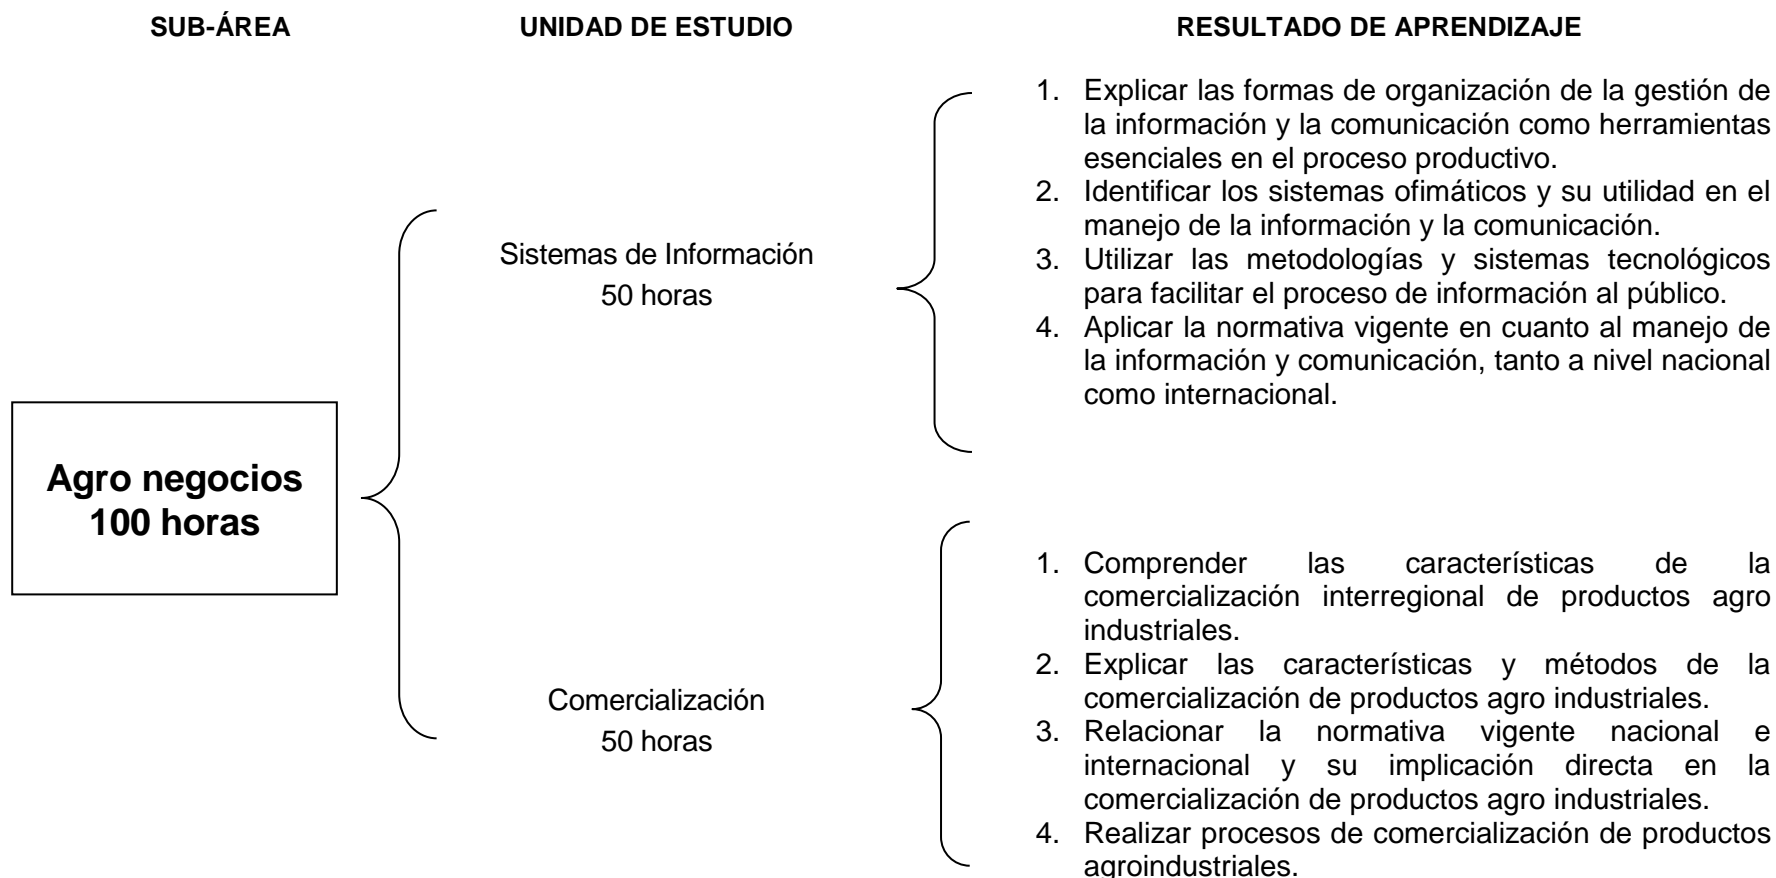 SUB-ÁREA
UNIDAD DE ESTUDIO
RESULTADO DE APRENDIZAJE
Agro negocios
100 horas
Sistemas de Información
50 horas
1. Explicar las formas de organización de la gestión de
la información y la comunicación como herramientas
esenciales en el proceso productivo.
2. Identificar los sistemas ofimáticos y su utilidad en el
manejo de la información y la comunicación.
3. Utilizar las metodologías y sistemas tecnológicos
para facilitar el proceso de información al público.
4. Aplicar la normativa vigente en cuanto al manejo de
la información y comunicación, tanto a nivel nacional
como internacional.
Comercialización
50 horas
1. Comprender las características de la
comercialización interregional de productos agro
industriales.
2. Explicar las características y métodos de la
comercialización de productos agro industriales.
3. Relacionar la normativa vigente nacional e
internacional y su implicación directa en la
comercialización de productos agro industriales.
4. Realizar procesos de comercialización de productos
agroindustriales.